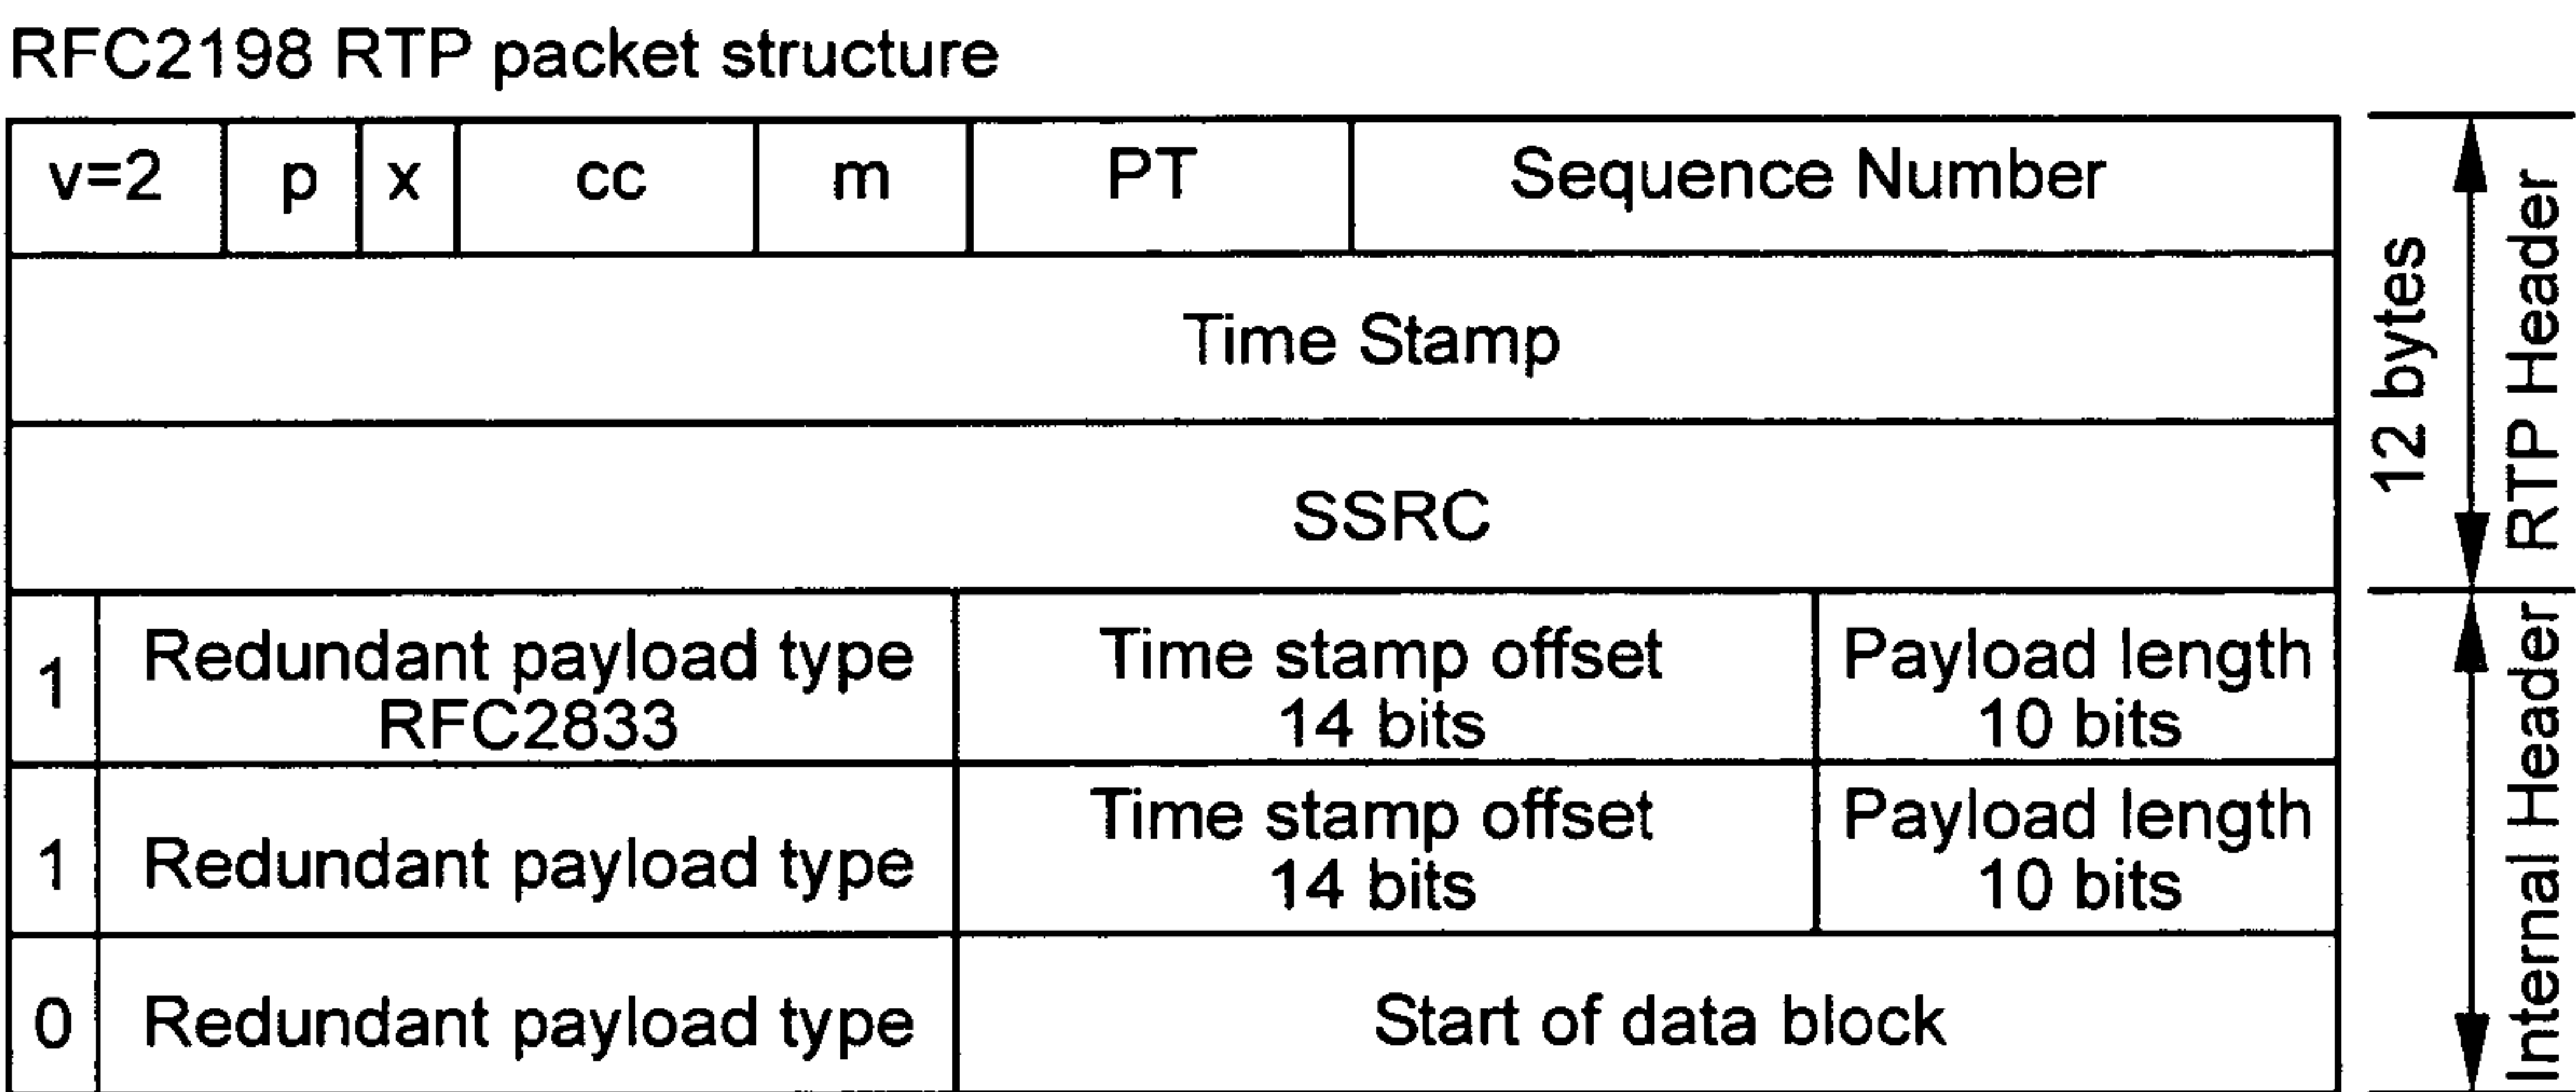 RFC2198 RTP packet structure
v=2 p x cc m PT Sequence Number
Time Stamp
SSRC
12 bytes
RTP Header
1 Redundant payload type Time stamp offset Payload length
RFC2833 14 bits 10 bits
1 Redundant payload type Time stamp offset Payload length
14 bits 10 bits
0 Redundant payload type Start of data block
Internal Header